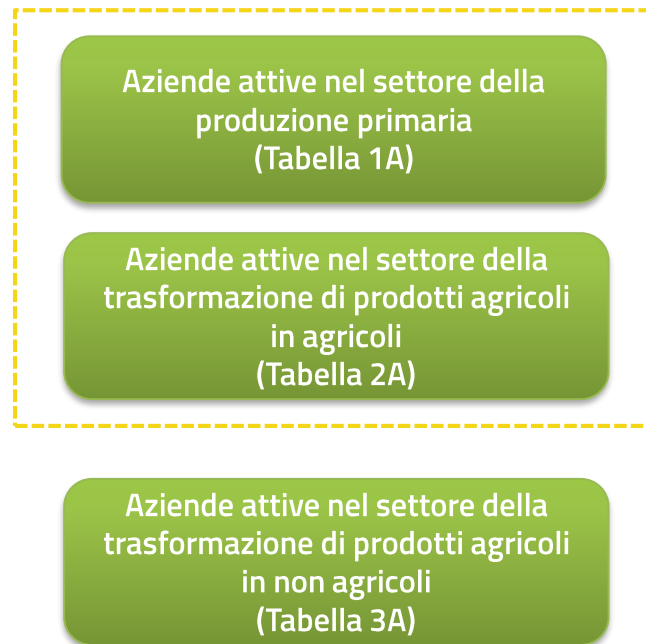 Aziende attive nel settore della
produzione primaria
(Tabella 1A)
Aziende attive nel settore della
trasformazione di prodotti agricoli
in agricoli
(Tabella 2A)
Aziende attive nel settore della
trasformazione di prodotti agricoli
in non agricoli
(Tabella 3A)